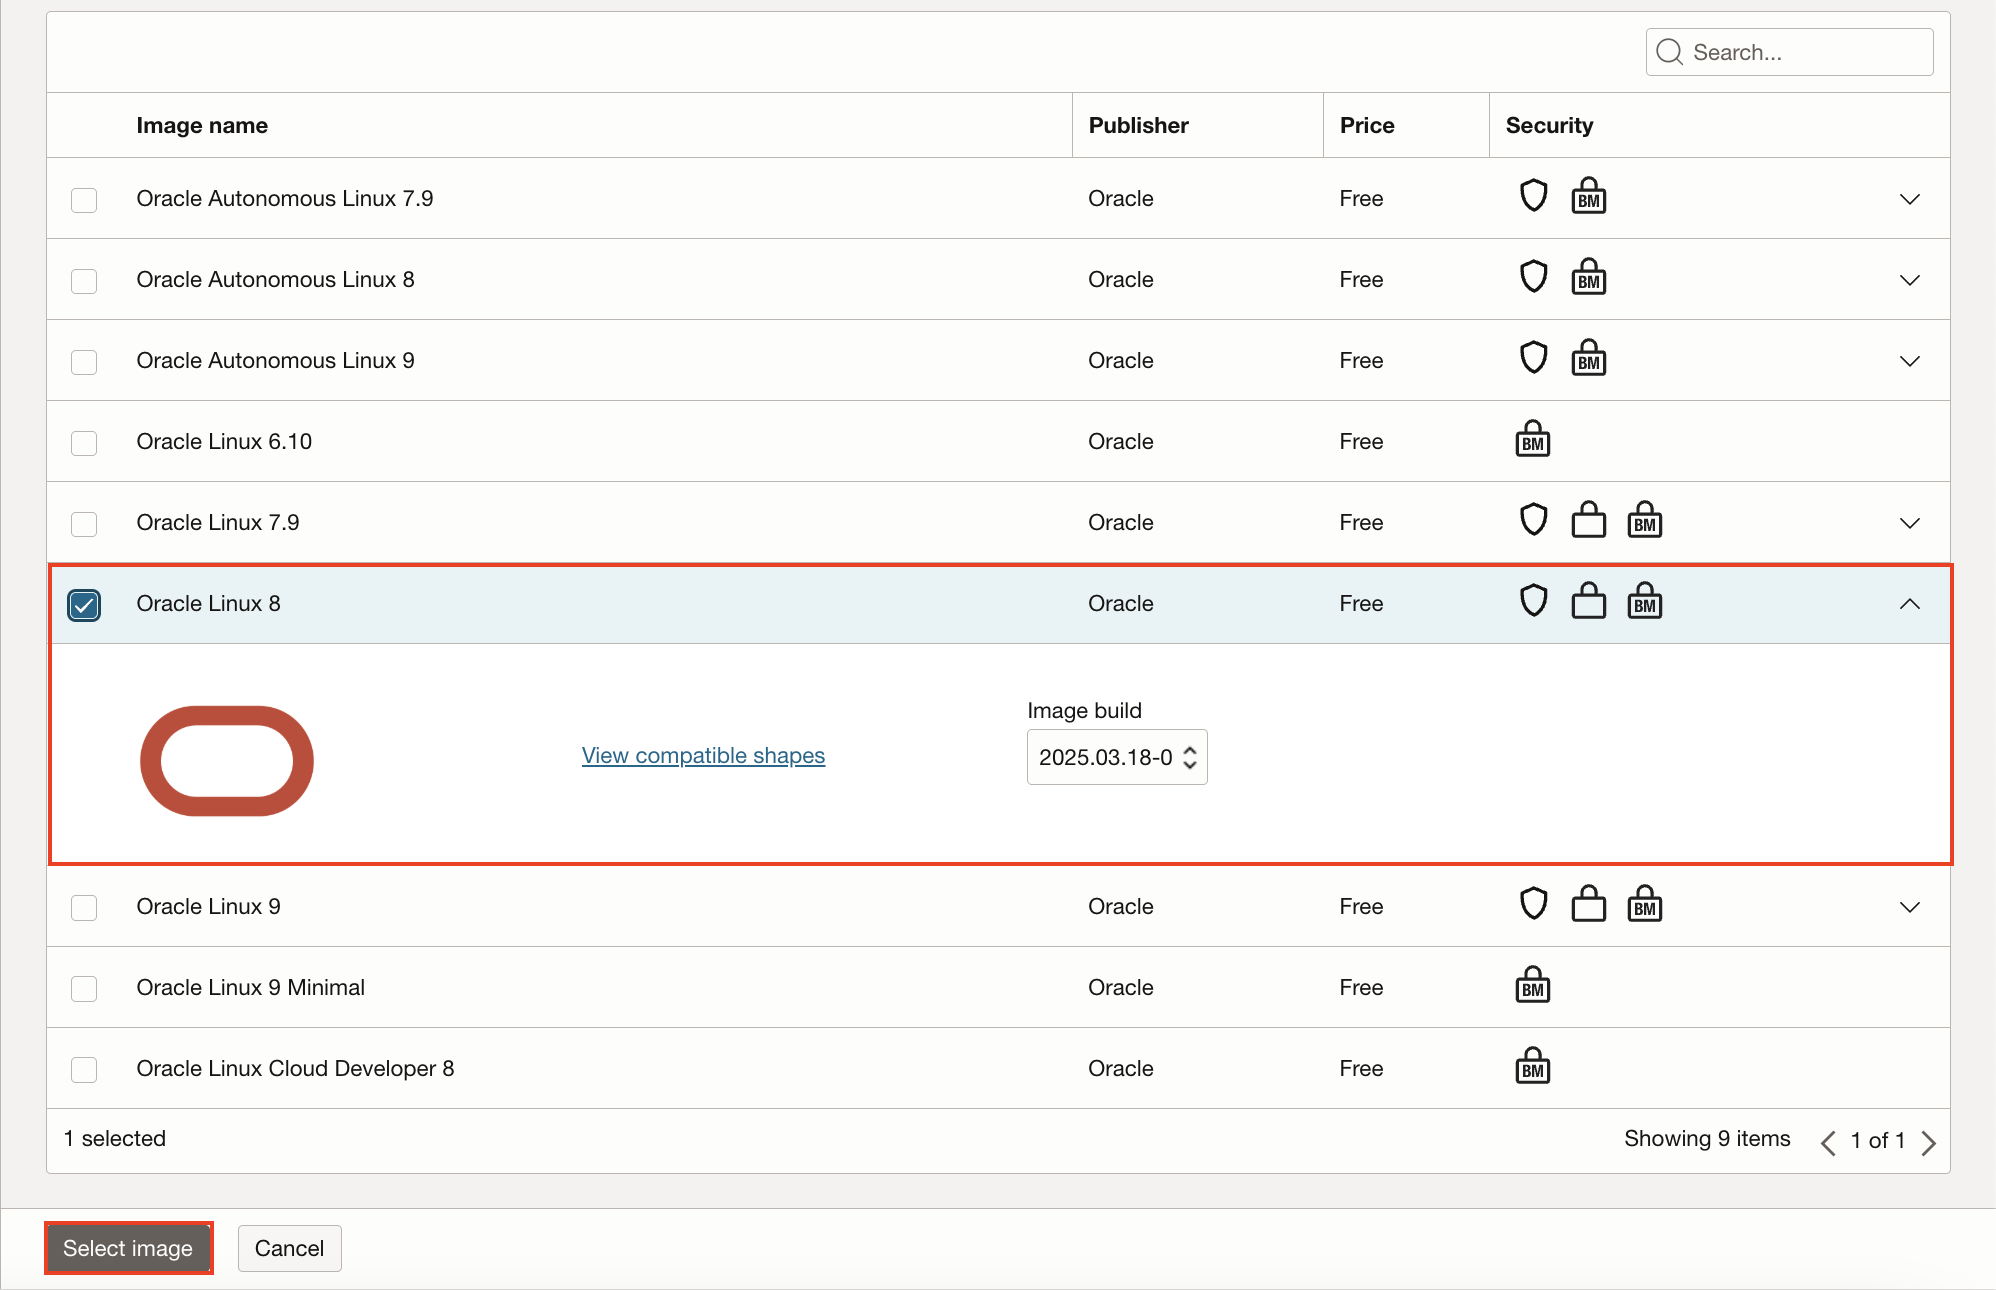 Search...
Image name Publisher Price Security
Oracle Autonomous Linux 7.9 Oracle Free BM
Oracle Autonomous Linux 8 Oracle Free BM
Oracle Autonomous Linux 9 Oracle Free BM
Oracle Linux 6.10 Oracle Free BM
Oracle Linux 7.9 Oracle Free BM
Oracle Linux 8 Oracle Free BM
Image build
View compatible shapes 2025.03.18-0
Oracle Linux 9 Oracle Free BM
Oracle Linux 9 Minimal Oracle Free BM
Oracle Linux Cloud Developer 8 Oracle Free BM
1 selected Showing 9 items 1 of 1
Select image Cancel